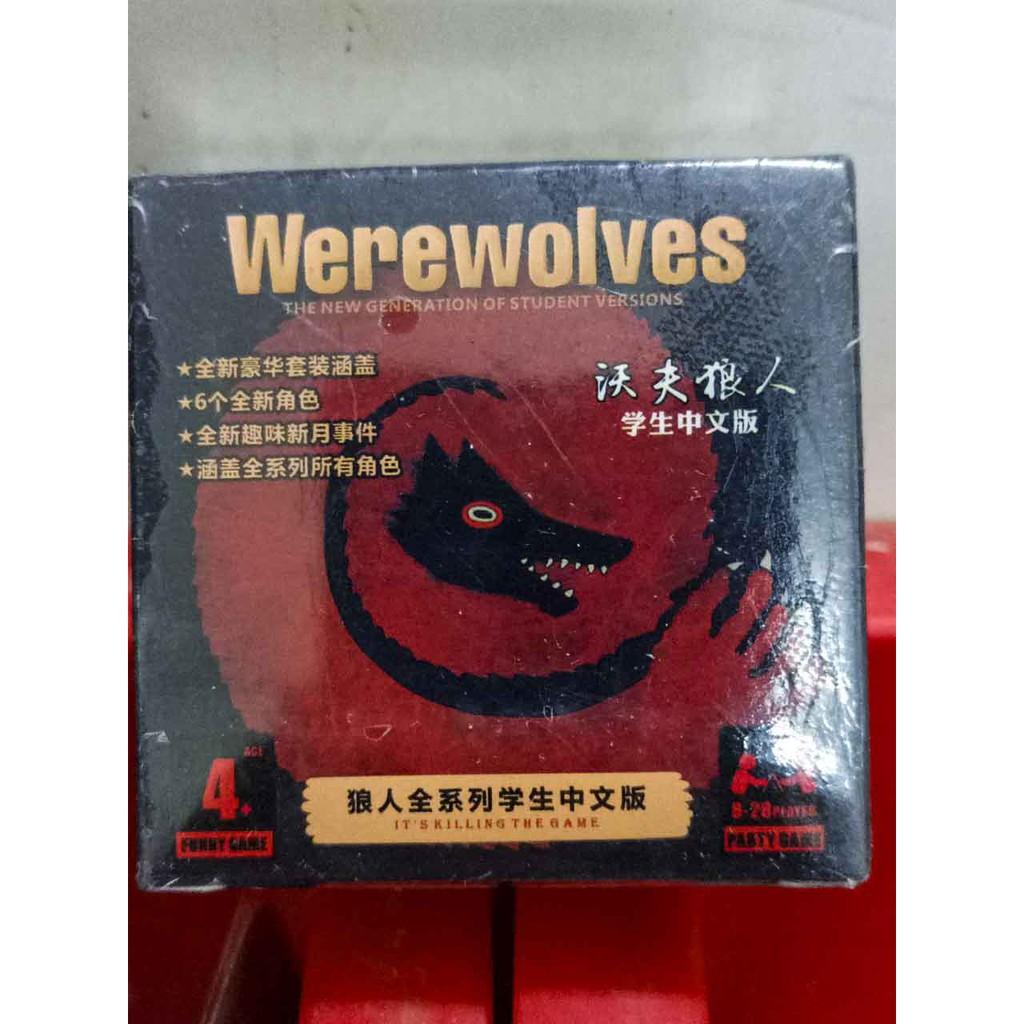 Werewolves
THE NEW GENERATION OF STUDENT VERSIONS
★全新豪华套装涵盖
★6个全新角色
★全新趣味新月事件
★涵盖全系列所有角色
沃夫狼人
学生中文版
AGE
4+
FUNNY GAME
狼人全系列学生中文版
IT'S KILLING THE GAME
PLAYER
PARTY GAME